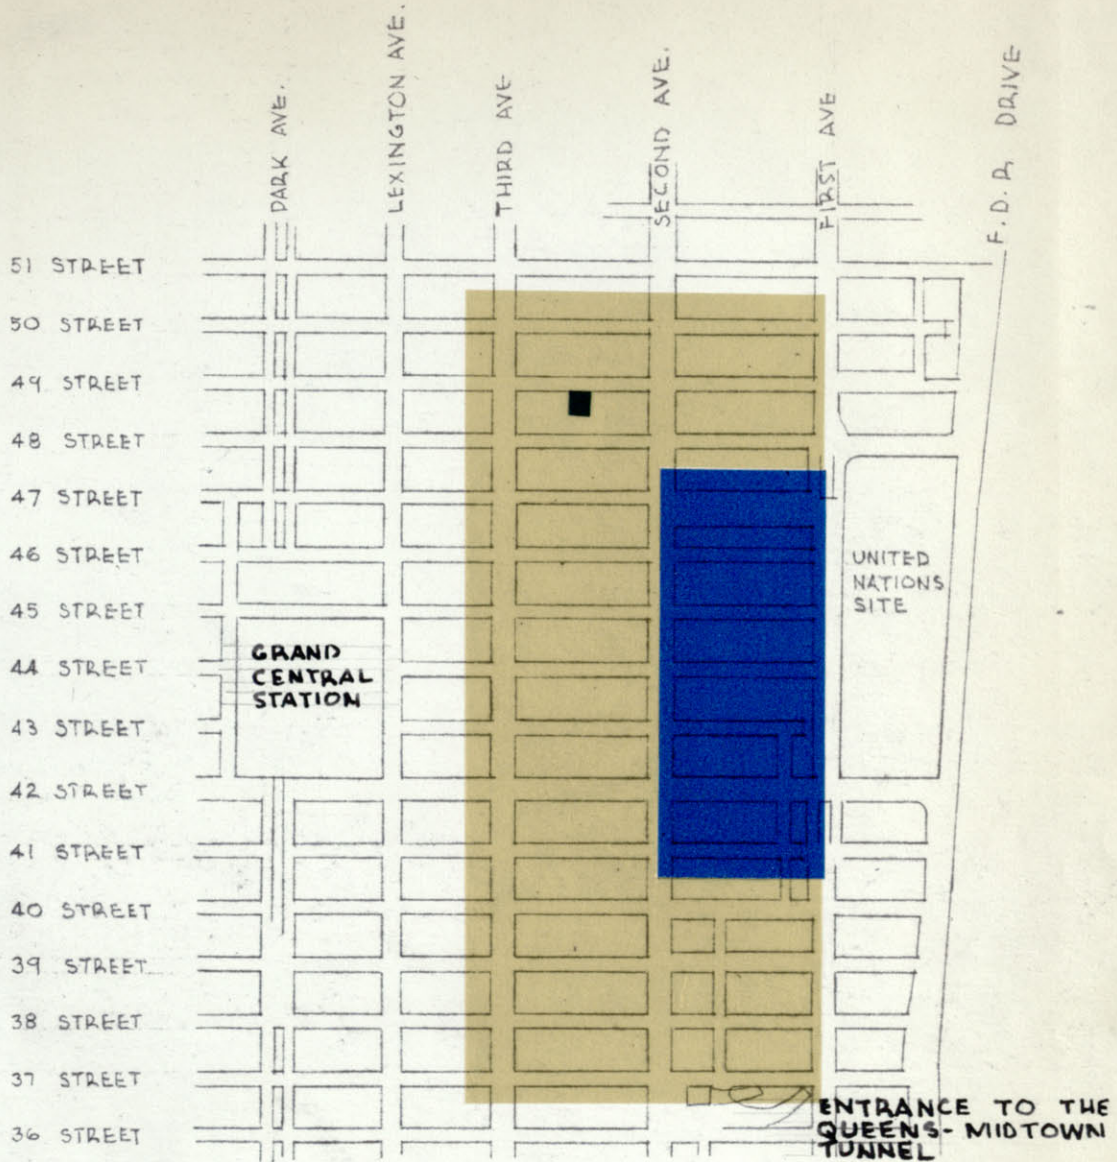 PARK AVE.
LEXINGTON AVE.
THIRD AVE
SECOND AVE.
FIRST AVE
F.D.R. DRIVE
51 STREET
50 STREET
49 STREET
48 STREET
47 STREET
46 STREET
45 STREET
44 STREET
43 STREET
42 STREET
41 STREET
40 STREET
39 STREET
38 STREET
37 STREET
36 STREET
GRAND
CENTRAL
STATION
UNITED
NATIONS
SITE
ENTRANCE TO THE
QUEENS-MIDTOWN
TUNNEL